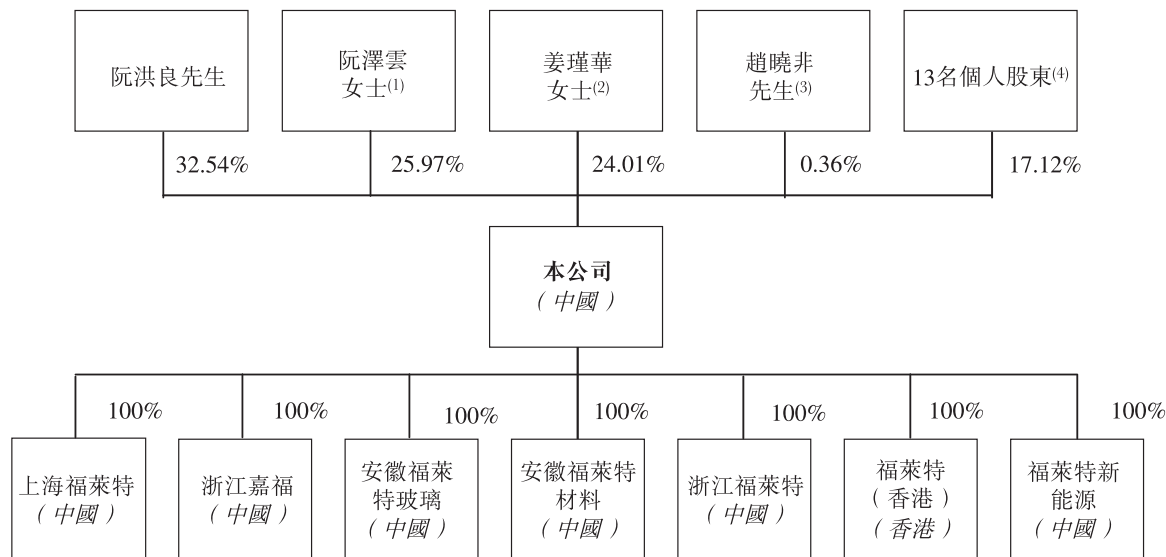 阮洪良先生
阮澤雲
女士(1)
姜瑾華
女士(2)
趙曉非
先生(3)
13名個人股東(4)
32.54%
25.97%
24.01%
0.36%
17.12%
本公司
（中國）
100%
100%
100%
100%
100%
100%
100%
上海福萊特
（中國）
浙江嘉福
（中國）
安徽福萊
特玻璃
（中國）
安徽福萊特
材料
（中國）
浙江福萊特
（中國）
福萊特
（香港）
（香港）
福萊特新
能源
（中國）